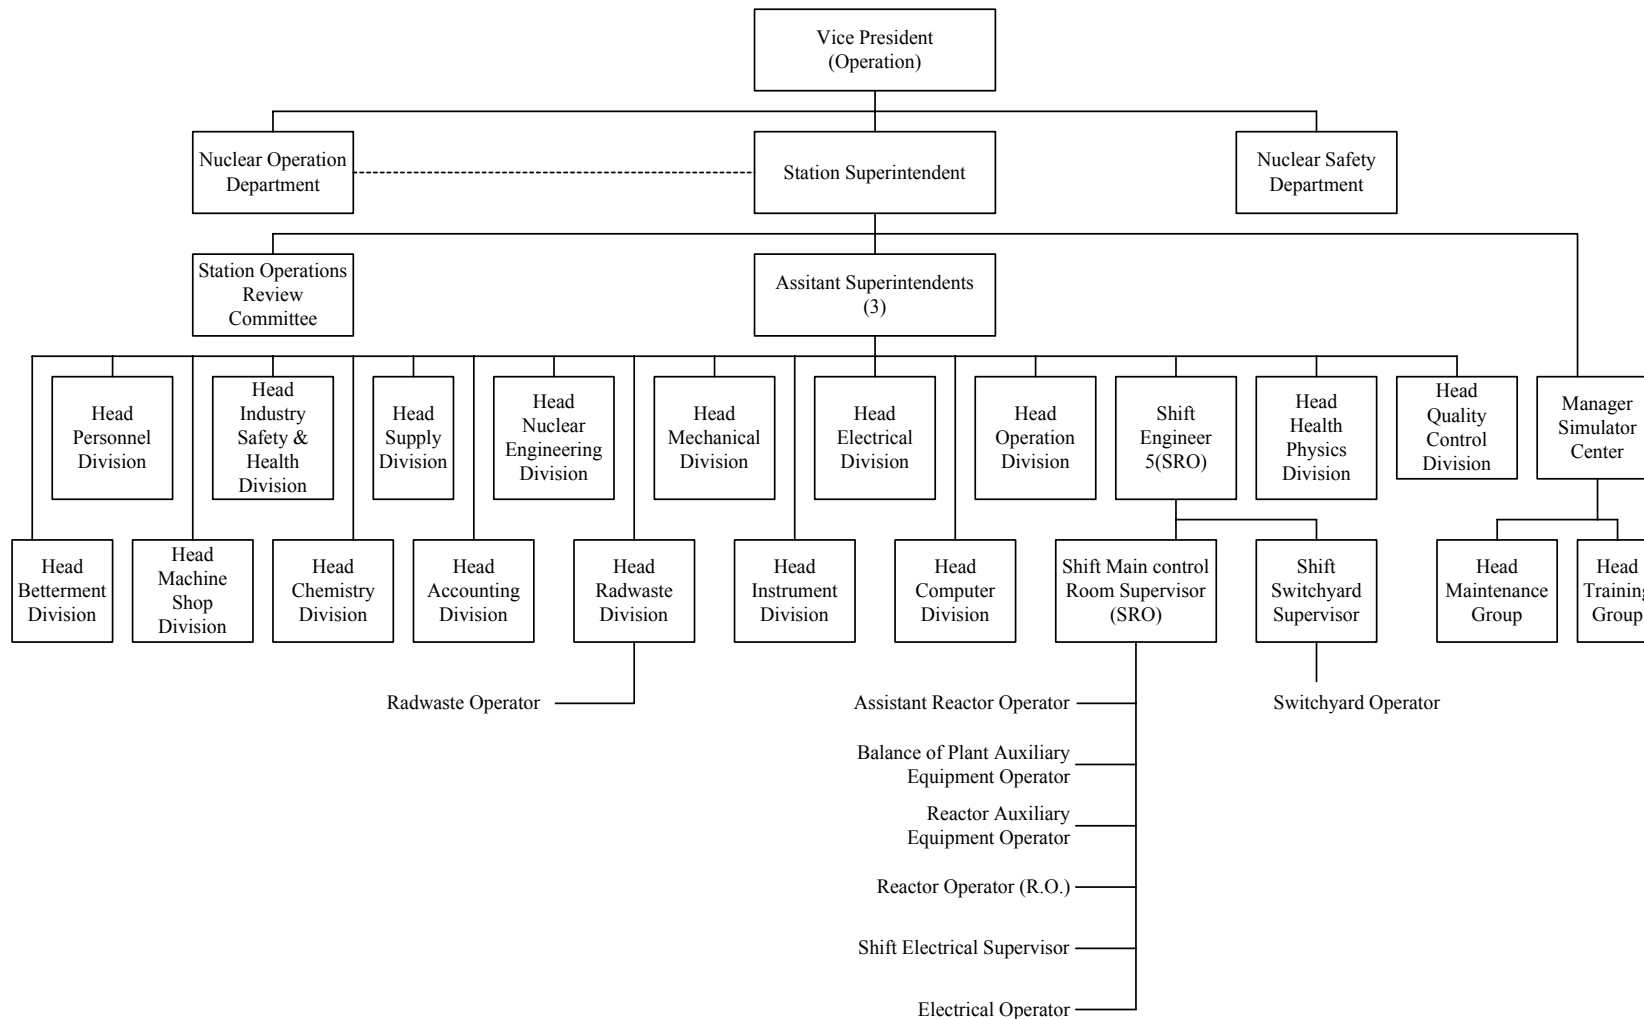 Vice President
(Operation)
Nuclear Operation
Department
Station Superintendent
Nuclear Safety
Department
Station Operations
Review
Committee
Assitant Superintendents
(3)
Head
Personnel
Division
Head
Industry
Safety &
Health
Division
Head
Supply
Division
Head
Nuclear
Engineering
Division
Head
Mechanical
Division
Head
Electrical
Division
Head
Operation
Division
Shift
Engineer
5(SRO)
Head
Health
Physics
Division
Head
Quality
Control
Division
Manager
Simulator
Center
Head
Betterment
Division
Head
Machine
Shop
Division
Head
Chemistry
Division
Head
Accounting
Division
Head
Radwaste
Division
Head
Instrument
Division
Head
Computer
Division
Shift Main control
Room Supervisor
(SRO)
Shift
Switchyard
Supervisor
Head
Maintenance
Group
Head
Training
Group
Radwaste Operator
Assistant Reactor Operator
Switchyard Operator
Balance of Plant Auxiliary
Equipment Operator
Reactor Auxiliary
Equipment Operator
Reactor Operator (R.O.)
Shift Electrical Supervisor
Electrical Operator